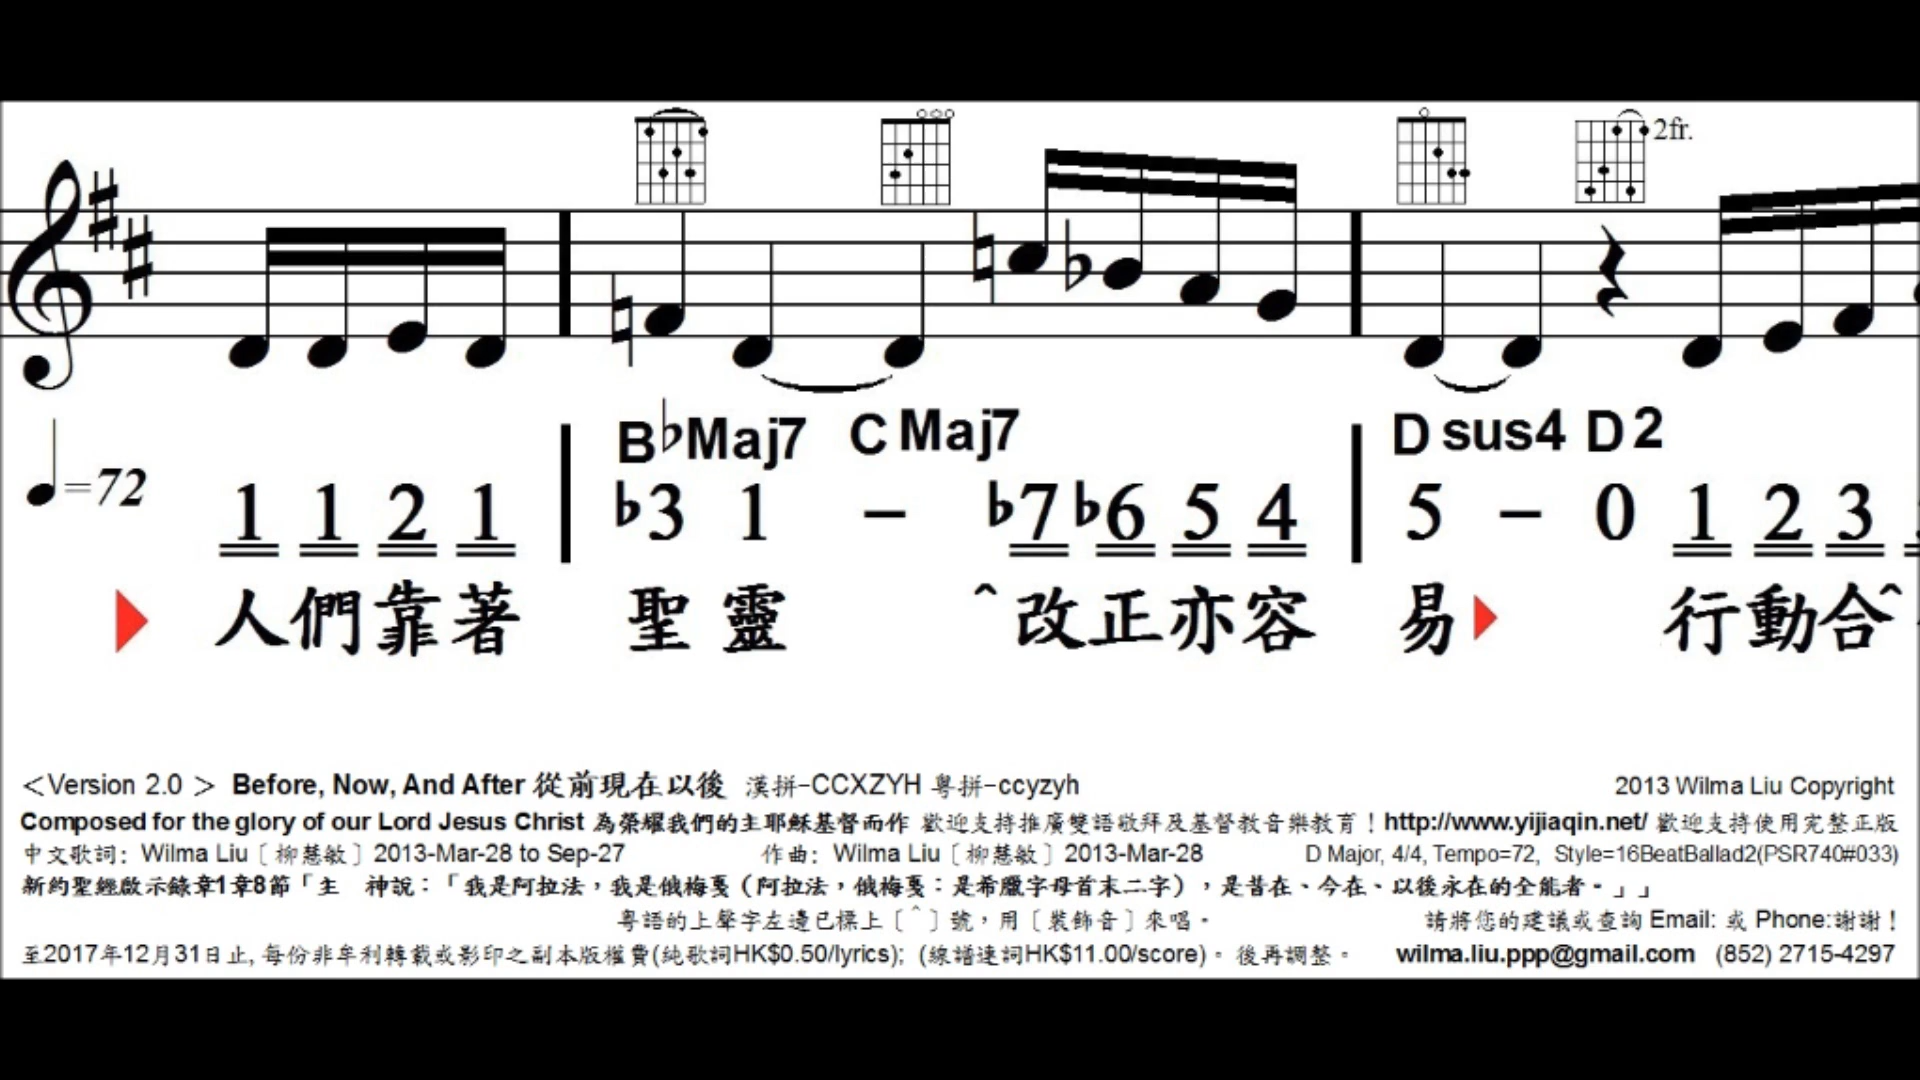 2fr.
B♭Maj7 C Maj7 D sus4 D 2
♩=72 1 1 2 1 | ♭3 1 – ♭7 ♭6 5 4 | 5 – 0 1 2 3
人們靠著 聖靈 ^改正亦容 易 行動合^
<Version 2.0 > Before, Now, And After 從前現在以後 漢拼-CCXZYH 粵拼-ccyzyh 2013 Wilma Liu Copyright
Composed for the glory of our Lord Jesus Christ 為榮耀我們的主耶穌基督而作 歡迎支持推廣雙語敬拜及基督教音樂教育！http://www.yijiaqin.net/ 歡迎支持使用完整正版
中文歌詞: Wilma Liu〔柳慧敏〕2013-Mar-28 to Sep-27 作曲: Wilma Liu〔柳慧敏〕2013-Mar-28 D Major, 4/4, Tempo=72, Style=16BeatBallad2(PSR740#033)
新約聖經啟示錄章1章8節「主　神說：「我是阿拉法，我是俄梅戛（阿拉法，俄梅戛：是希臘字母首末二字），是昔在、今在、以後永在的全能者。」」
粵語的上聲字左邊已標上〔^〕號，用〔裝飾音〕來唱。 請將您的建議或查詢 Email: 或 Phone:謝謝！
至2017年12月31日止, 每份非牟利轉載或影印之副本版權費(純歌詞HK$0.50/lyrics); (線譜連詞HK$11.00/score)。後再調整。 wilma.liu.ppp@gmail.com (852) 2715-4297